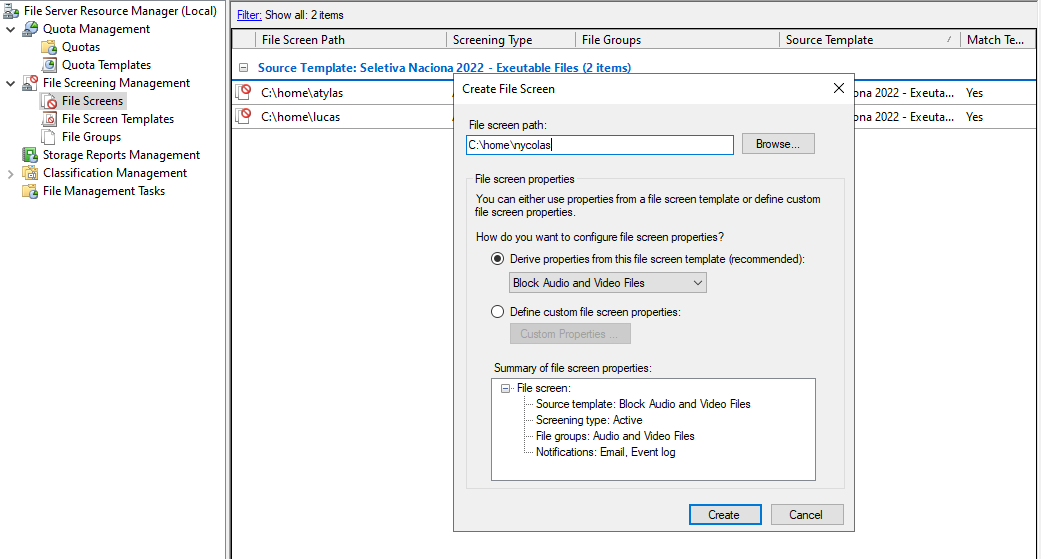 File Server Resource Manager (Local)
Quota Management
Quotas
Quota Templates
File Screening Management
File Screens
File Screen Templates
File Groups
Storage Reports Management
Classification Management
File Management Tasks
Filter: Show all: 2 items
File Screen Path Screening Type File Groups Source Template Match Te...
Source Template: Seletiva Naciona 2022 - Exeutable Files (2 items)
C:\home\atylas ona 2022 - Exeuta... Yes
C:\home\lucas ona 2022 - Exeuta... Yes
Create File Screen
File screen path:
C:\home\nycolas
Browse...
File screen properties
You can either use properties from a file screen template or define custom
file screen properties.
How do you want to configure file screen properties?
Derive properties from this file screen template (recommended):
Block Audio and Video Files
Define custom file screen properties:
Custom Properties ...
Summary of file screen properties:
File screen:
Source template: Block Audio and Video Files
Screening type: Active
File groups: Audio and Video Files
Notifications: Email, Event log
Create Cancel